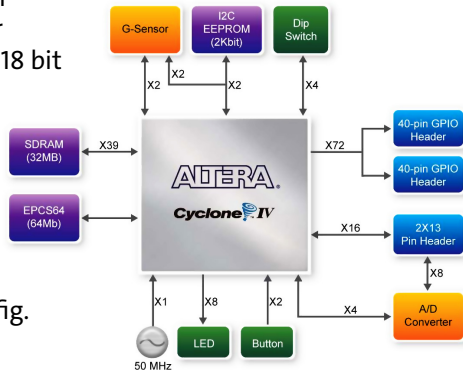 18 bit
fig.
G-Sensor
I2C
EEPROM
(2Kbit)
Dip
Switch
X2
X2
X2
X4
SDRAM
(32MB)
X39
EPCS64
(64Mb)
ALTERA.
Cyclone IV
X72
40-pin GPIO
Header
40-pin GPIO
Header
X16
2X13
Pin Header
X8
X4
A/D
Converter
X1
X8
X2
50 MHz
LED
Button